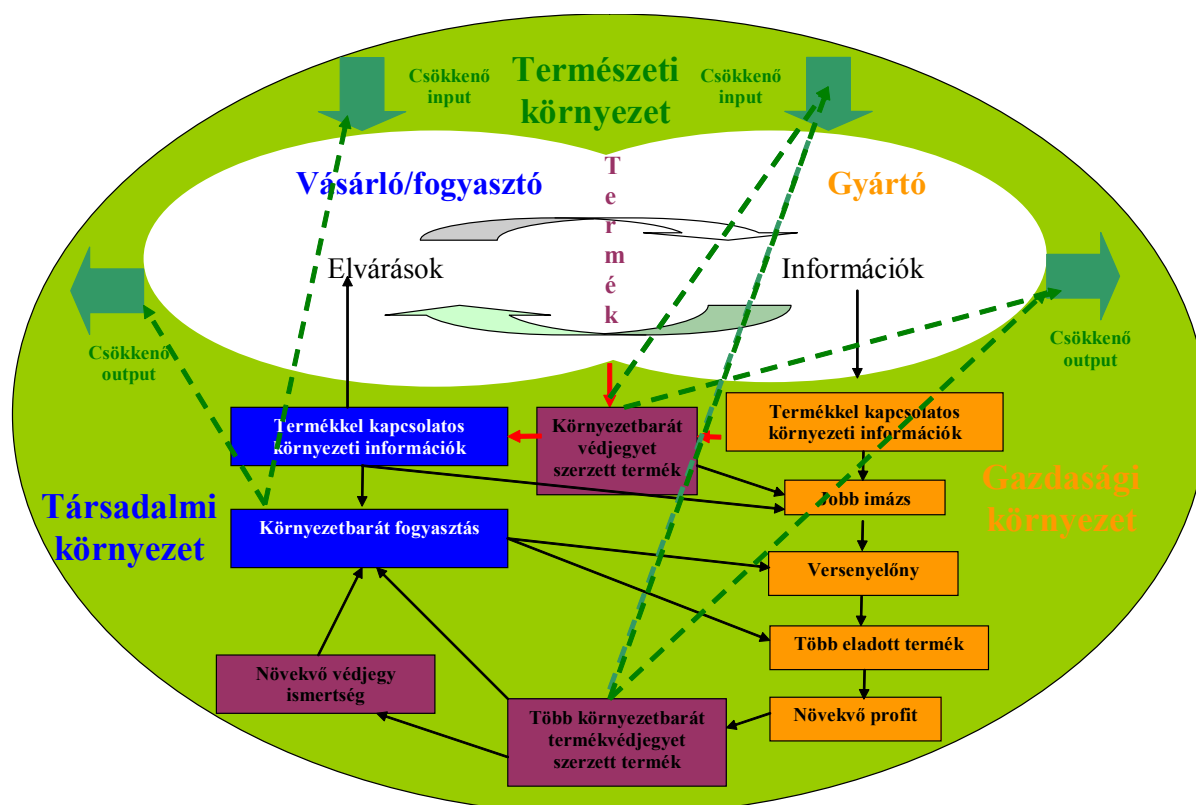 Természeti
környezet
Csökkenő
input
Csökkenő
input
Vásárló/fogyasztó
Termék
Gyártó
Elvárások
Információk
Csökkenő
output
Csökkenő
output
Termékkel kapcsolatos
környezeti információk
Környezetbarát
védjegyet
szerzett termék
Termékkel kapcsolatos
környezeti információk
Társadalmi
környezet
Gazdasági
környezet
Jobb imázs
Környezetbarát fogyasztás
Versenyelőny
Több eladott termék
Növekvő védjegy
ismertség
Több környezetbarát
termékvédjegyet
szerzett termék
Növekvő profit